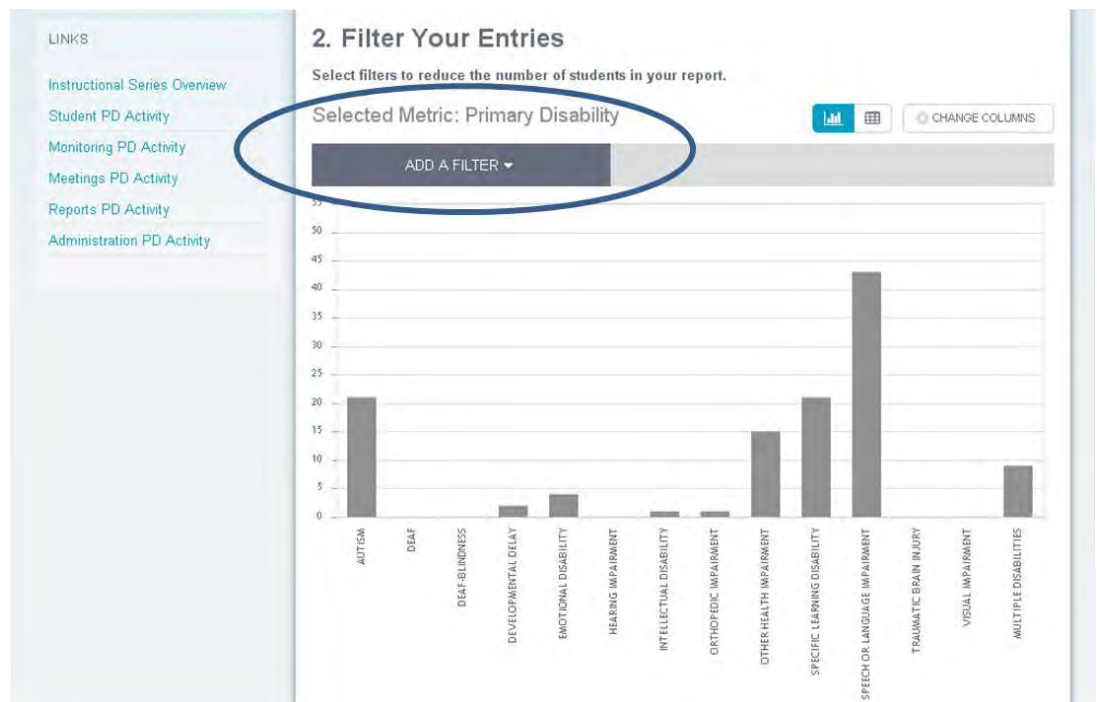 LINKS
Instructional Series Overview
Student PD Activity
Monitoring PD Activity
Meetings PD Activity
Reports PD Activity
Administration PD Activity
2. Filter Your Entries
Select filters to reduce the number of students in your report.
Selected Metric: Primary Disability
CHANGE COLUMNS
ADD A FILTER
55
50
45
40
35
30
25
20
15
10
5
0
AUTISM
DEAF
DEAF-BLINDNESS
DEVELOPMENTAL DELAY
EMOTIONAL DISABILITY
HEARING IMPAIRMENT
INTELLECTUAL DISABILITY
ORTHOPEDIC IMPAIRMENT
OTHER HEALTH IMPAIRMENT
SPECIFIC LEARNING DISABILITY
SPEECH OR LANGUAGE IMPAIRMENT
TRAUMATIC BRAIN INJURY
VISUAL IMPAIRMENT
MULTIPLE DISABILITIES